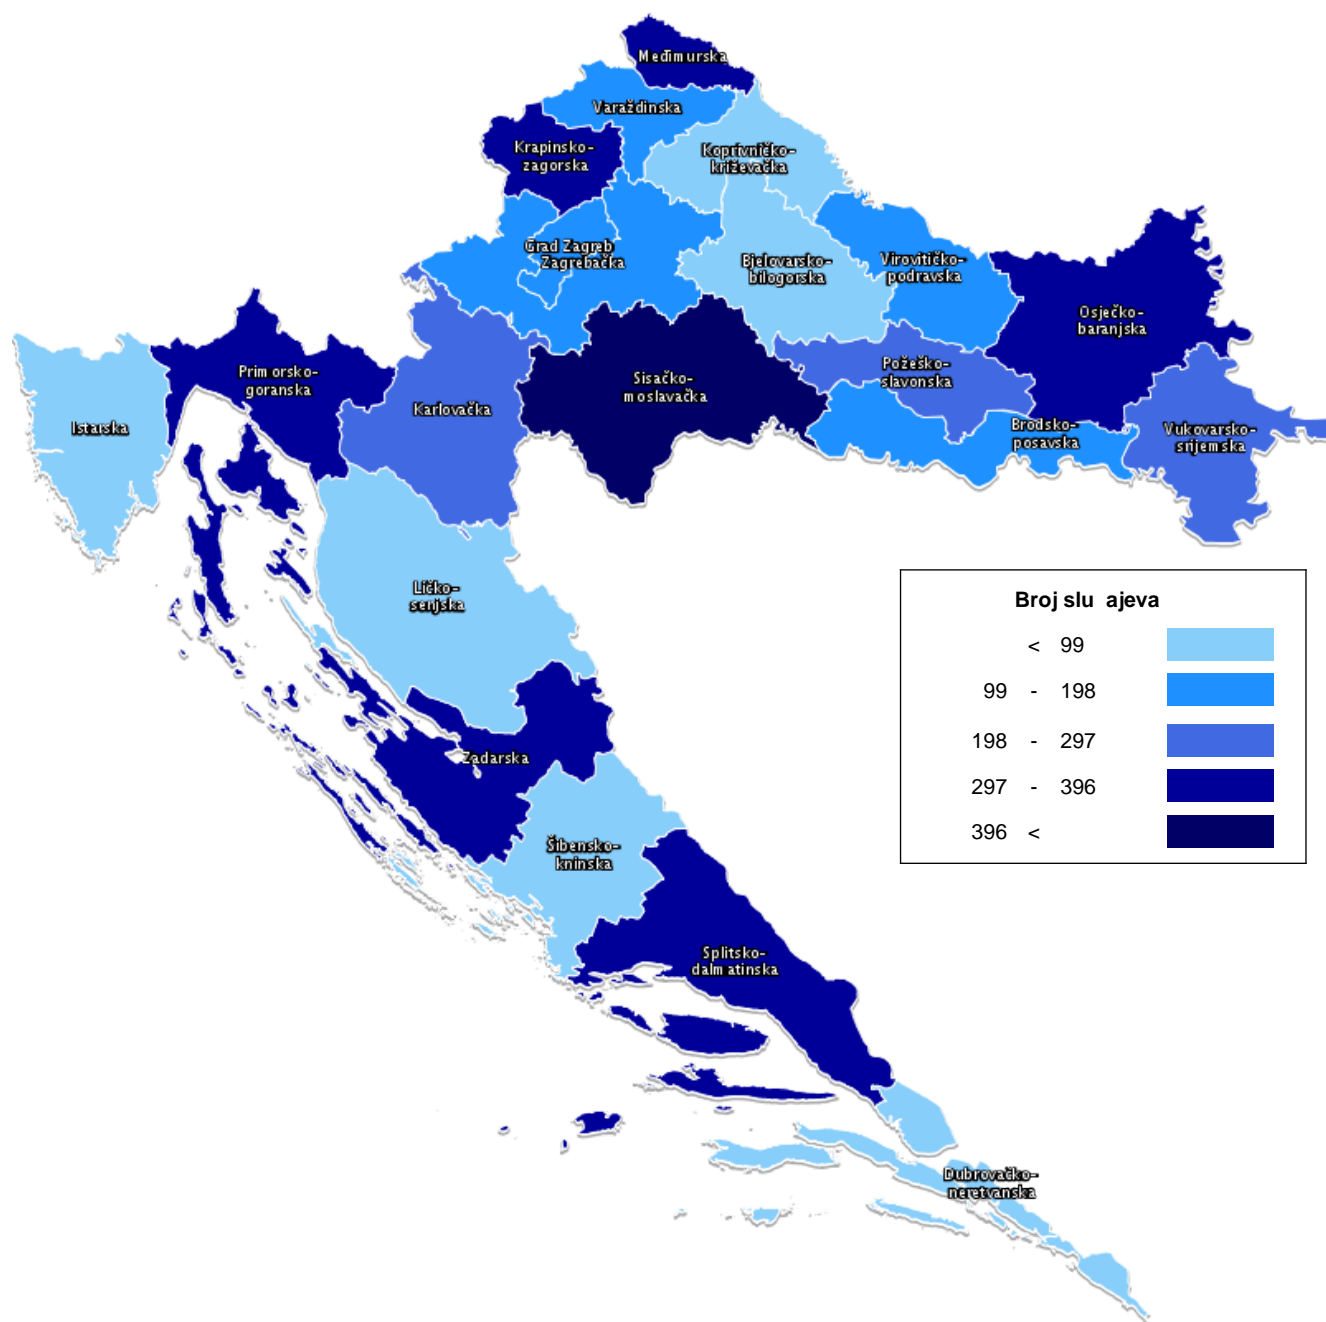 Međimurska
Varaždinska
Krapinsko-
zagorska
Koprivničko-
križevačka
Grad Zagreb
Zagrebačka
Bjelovarsko-
bilogorska
Virovitičko-
podravska
Osječko-
baranjska
Primorsko-
goranska
Karlovačka
Sisačko-
moslavačka
Požeško-
slavonska
Istarska
Brodsko-
posavska
Vukovarsko-
srijemska
Ličko-
senjska
Zadarska
Šibensko-
kninska
Splitsko-
dalmatinska
Dubrovačko-
neretvanska
Broj slu ajeva
< 99
99 - 198
198 - 297
297 - 396
396 <